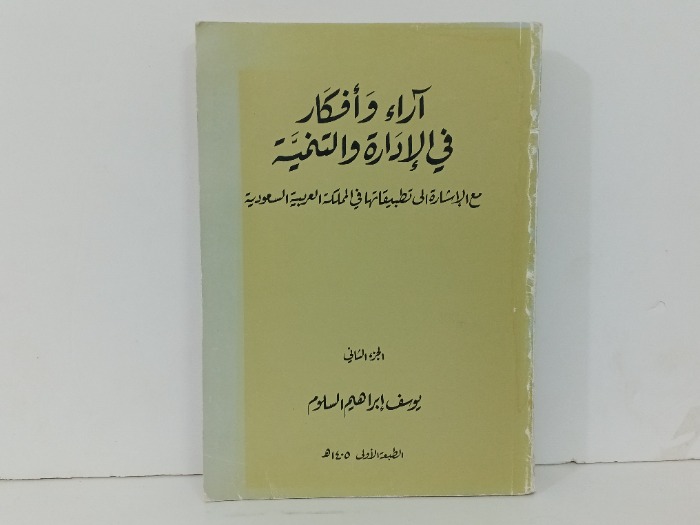 آراء وأفكار
في الإدارة والتنمية
مع الإشارة الى تطبيقاتها في المملكة العربية السعودية
الجزء الثاني
يوسف إبراهيم السلوم
الطبعة الأولى ١٤٠٥هـ